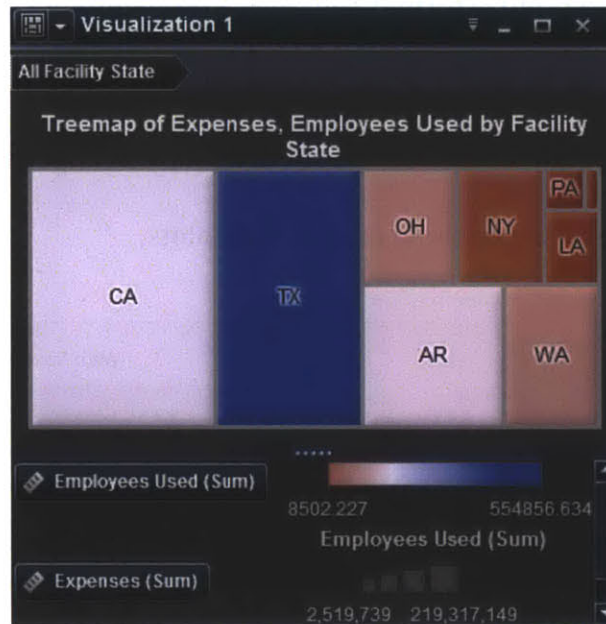 Visualization 1
All Facility State
Treemap of Expenses, Employees Used by Facility
State
CA
TX
OH
NY
PA
LA
AR
WA
Employees Used (Sum)
8502.227 554856.634
Employees Used (Sum)
Expenses (Sum)
2,519,739 219,317,149